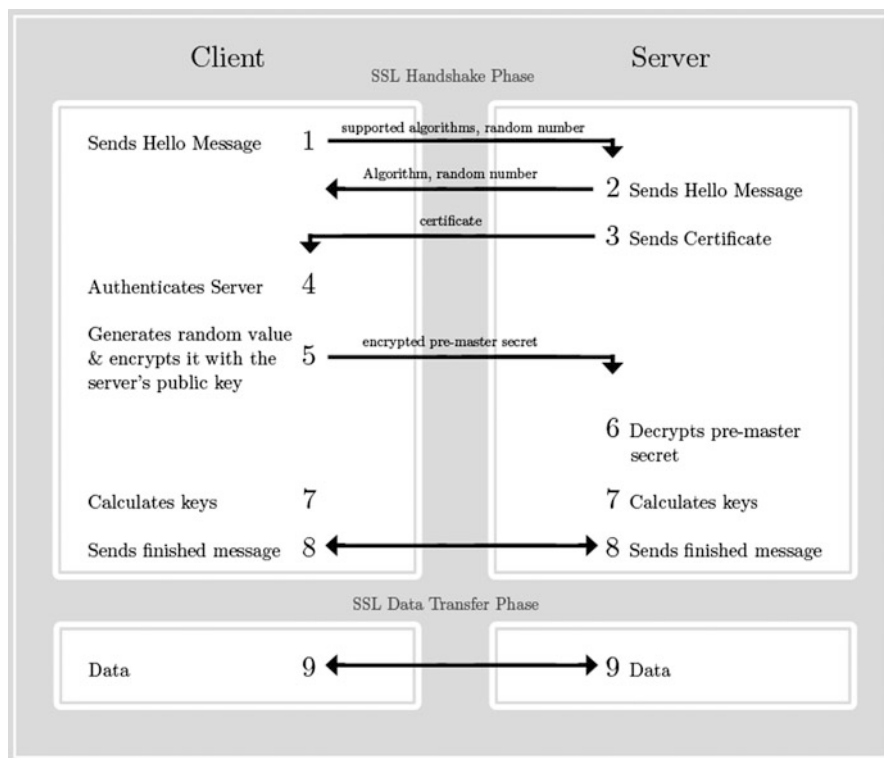 Client
Server
SSL Handshake Phase
supported algorithms, random number
Sends Hello Message 1
Algorithm, random number
2 Sends Hello Message
certificate
3 Sends Certificate
Authenticates Server 4
Generates random value
& encrypts it with the
server's public key
5
encrypted pre-master secret
6 Decrypts pre-master
secret
Calculates keys 7
7 Calculates keys
Sends finished message 8
8 Sends finished message
SSL Data Transfer Phase
Data 9
9 Data